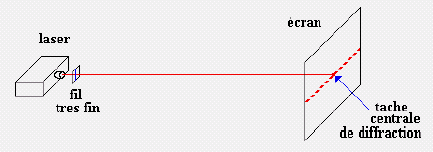 écran
laser
fil
tres fin
tache
centrale
de diffraction